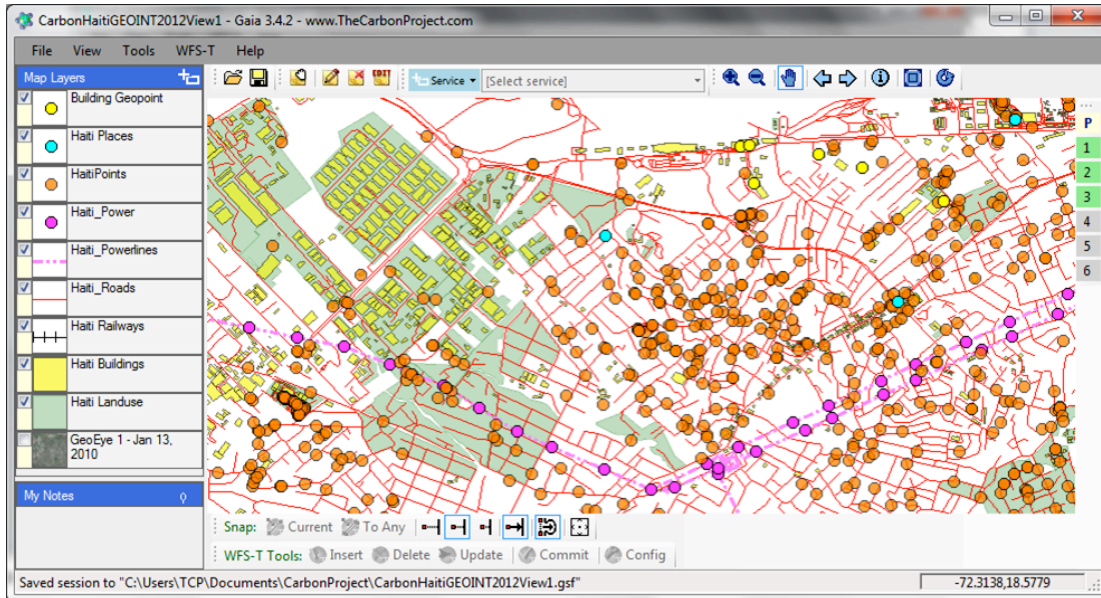 CarbonHaitiGEOINT2012View1 - Gaia 3.4.2 - www.TheCarbonProject.com
File View Tools WFS-T Help
Map Layers
Service [Select service]
Building Geopoint
Haiti Places
HaitiPoints
Haiti_Power
Haiti_Powerlines
Haiti_Roads
Haiti Railways
Haiti Buildings
Haiti Landuse
GeoEye 1 - Jan 13,
2010
P
1
2
3
4
5
6
My Notes
Snap: Current To Any
WFS-T Tools: Insert Delete Update Commit Config
Saved session to "C:\Users\TCP\Documents\CarbonProject\CarbonHaitiGEOINT2012View1.gsf"
-72.3138,18.5779